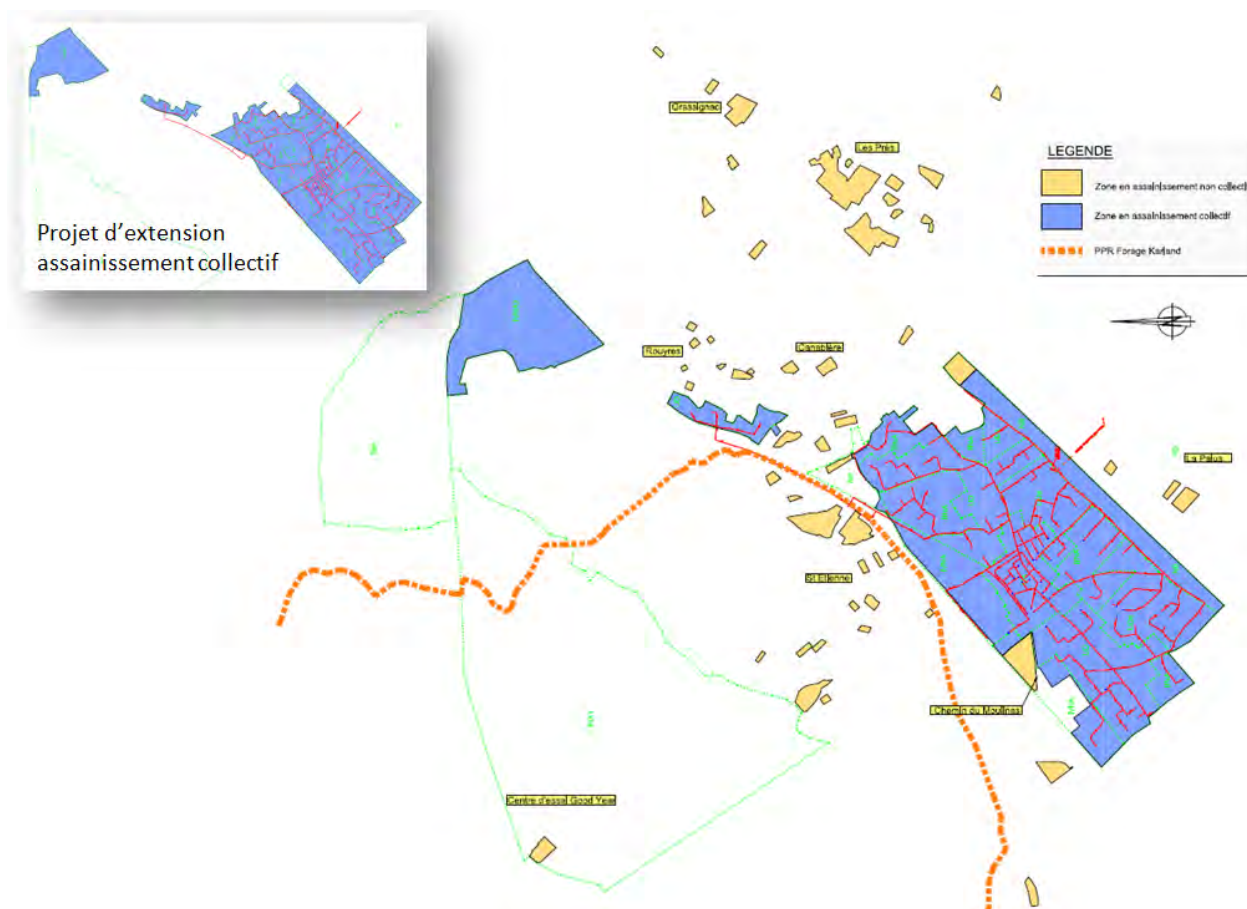 Projet d'extension
assainissement collectif
Grassignac
Les Prés
LEGENDE
Zone en assainissement non collectif
Zone en assainissement collectif
PPR Forage Karland
Rouyres
La Palus
St Etienne
Chemin du Moulinas
Centre d'essai Good Year